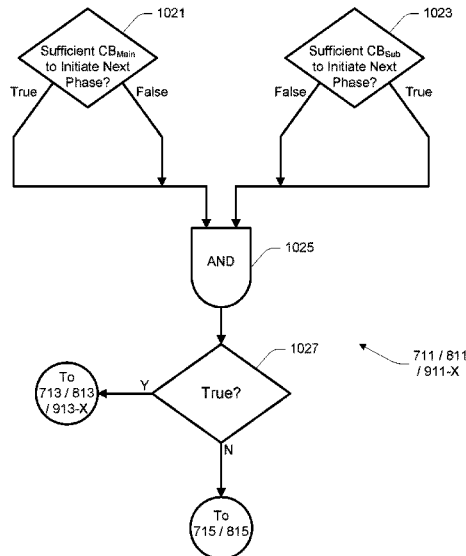 1021
1023
Sufficient CBMain
to Initiate Next
Phase?
Sufficient CBSub
to Initiate Next
Phase?
True
False
False
True
AND
1025
1027
711 / 811
/ 911-X
To
713 / 813
/ 913-X
Y
True?
N
To
715 / 815